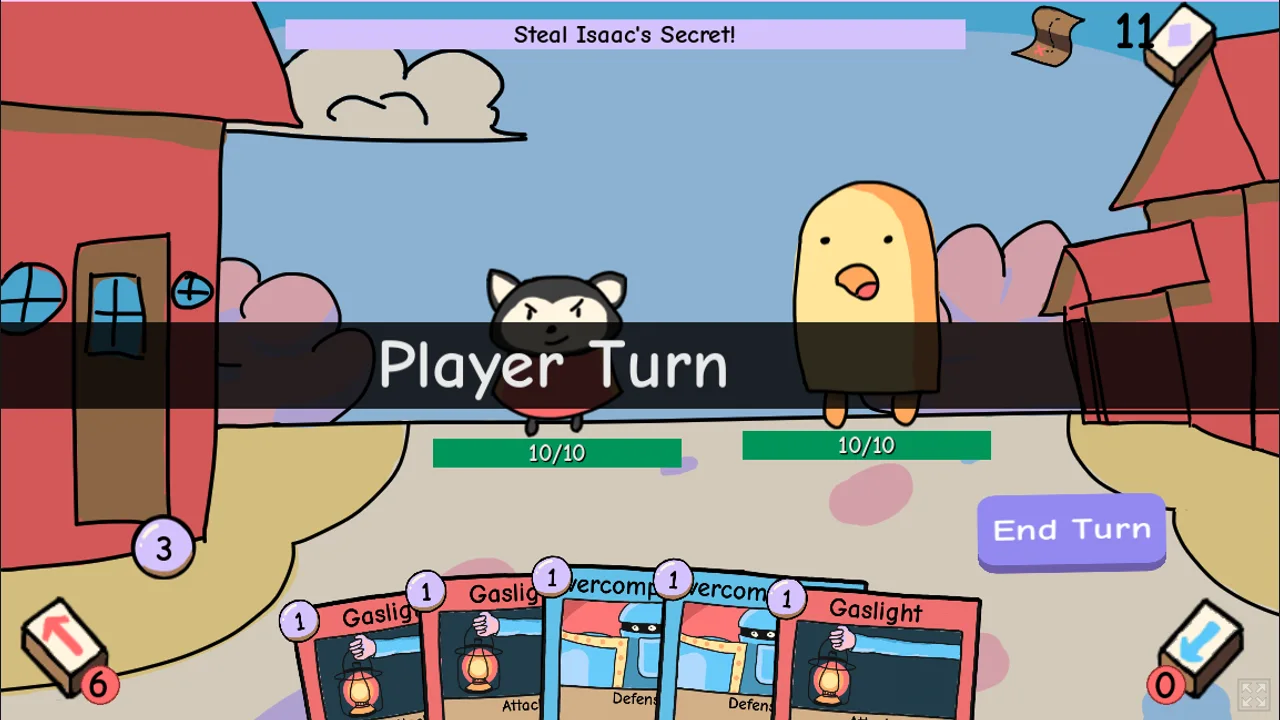 Steal Isaac's Secret!
11
Player Turn
10/10
10/10
End Turn
3
1
Gaslig
1
Gaslig
1
vercomp
1
vercom
1
Gaslight
Attac
Defens
Defens
6
0